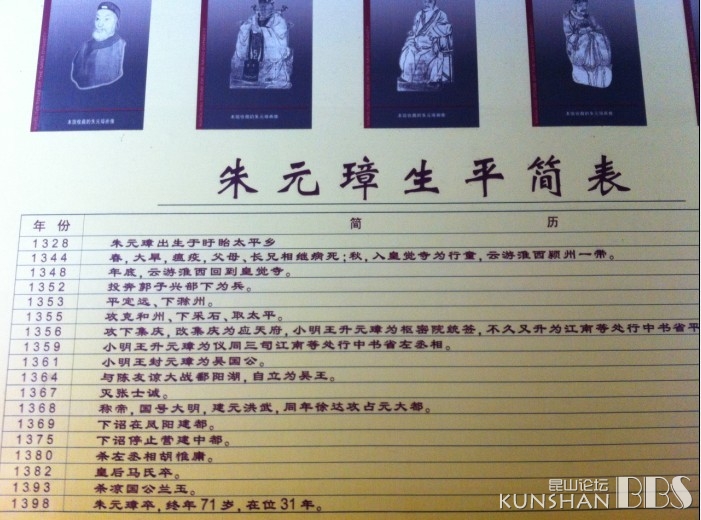 朱元璋生平简表
年份 简历
1328 朱元璋出生于盱眙太平乡
1344 春，大旱，瘟疫，父母、长兄相继病死；秋，入皇觉寺为行童，云游淮西颍州一带。
1348 年底，云游淮西回到皇觉寺。
1352 投奔郭子兴部下为兵。
1353 平定远、下滁州。
1355 攻克和州、下采石、取太平。
1356 攻下集庆，改集庆为应天府，小明王升元璋为枢密院统签，不久又升为江南等处行中书省平
1359 小明王升元璋为仪同三司江南等处行中书省左丞相。
1361 小明王封元璋为吴国公。
1364 与陈友谅大战鄱阳湖，自立为吴王。
1367 灭张士诚。
1368 称帝，国号大明，建元洪武，同年徐达攻占元大都。
1369 下诏在凤阳建都。
1375 下诏停止营建中都。
1380 杀左丞相胡惟庸。
1382 皇后马氏卒。
1393 杀凉国公兰玉。
1398 朱元璋卒，终年71岁，在位31年。
昆山论坛
KUNSHAN BBS